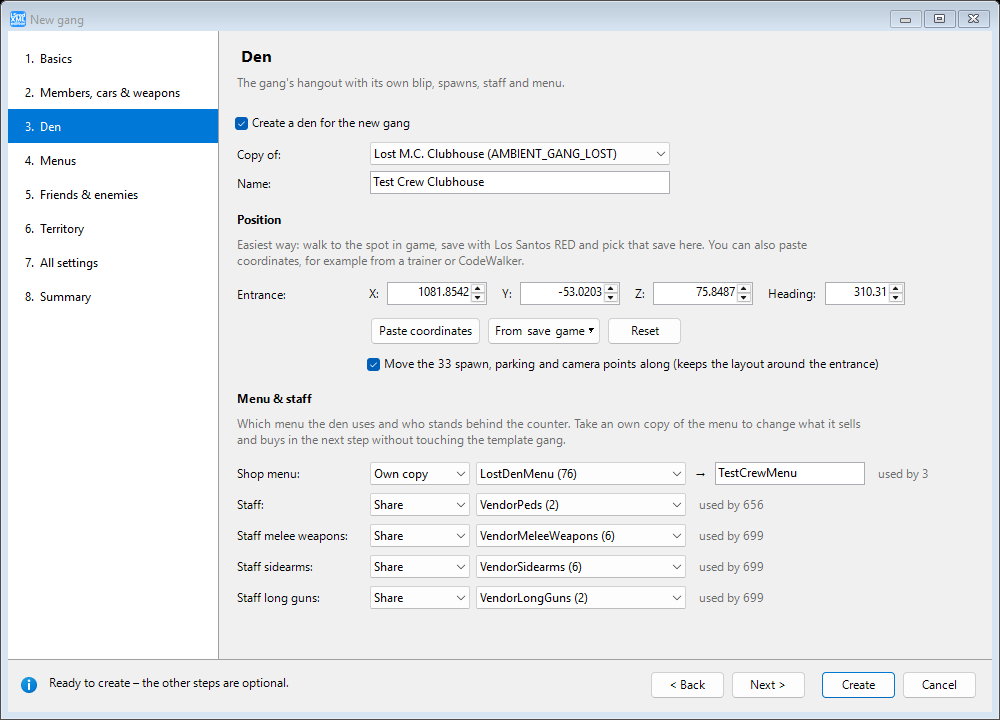 New gang
1. Basics
2. Members, cars & weapons
3. Den
4. Menus
5. Friends & enemies
6. Territory
7. All settings
8. Summary
Den
The gang's hangout with its own blip, spawns, staff and menu.
Create a den for the new gang
Copy of: Lost M.C. Clubhouse (AMBIENT_GANG_LOST)
Name: Test Crew Clubhouse
Position
Easiest way: walk to the spot in game, save with Los Santos RED and pick that save here. You can also paste
coordinates, for example from a trainer or CodeWalker.
Entrance: X: 1081.8542 Y: -53.0203 Z: 75.8487 Heading: 310.31
Paste coordinates From save game Reset
Move the 33 spawn, parking and camera points along (keeps the layout around the entrance)
Menu & staff
Which menu the den uses and who stands behind the counter. Take an own copy of the menu to change what it sells
and buys in the next step without touching the template gang.
Shop menu: Own copy LostDenMenu (76) → TestCrewMenu used by 3
Staff: Share VendorPeds (2) used by 656
Staff melee weapons: Share VendorMeleeWeapons (6) used by 699
Staff sidearms: Share VendorSidearms (6) used by 699
Staff long guns: Share VendorLongGuns (2) used by 699
Ready to create – the other steps are optional.
< Back Next > Create Cancel